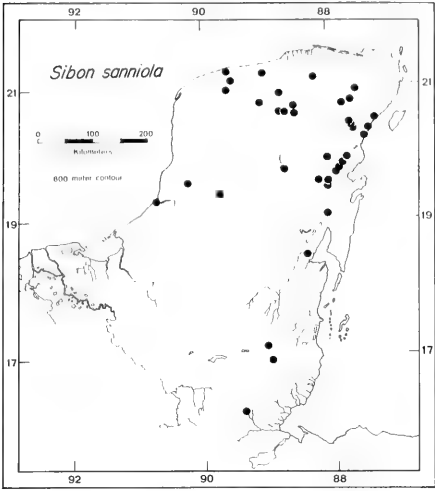 92 90 88
Sibon sanniola
21 21
0 100 200
Kilometers
600 meter contour
19 19
17 17
92 90 88